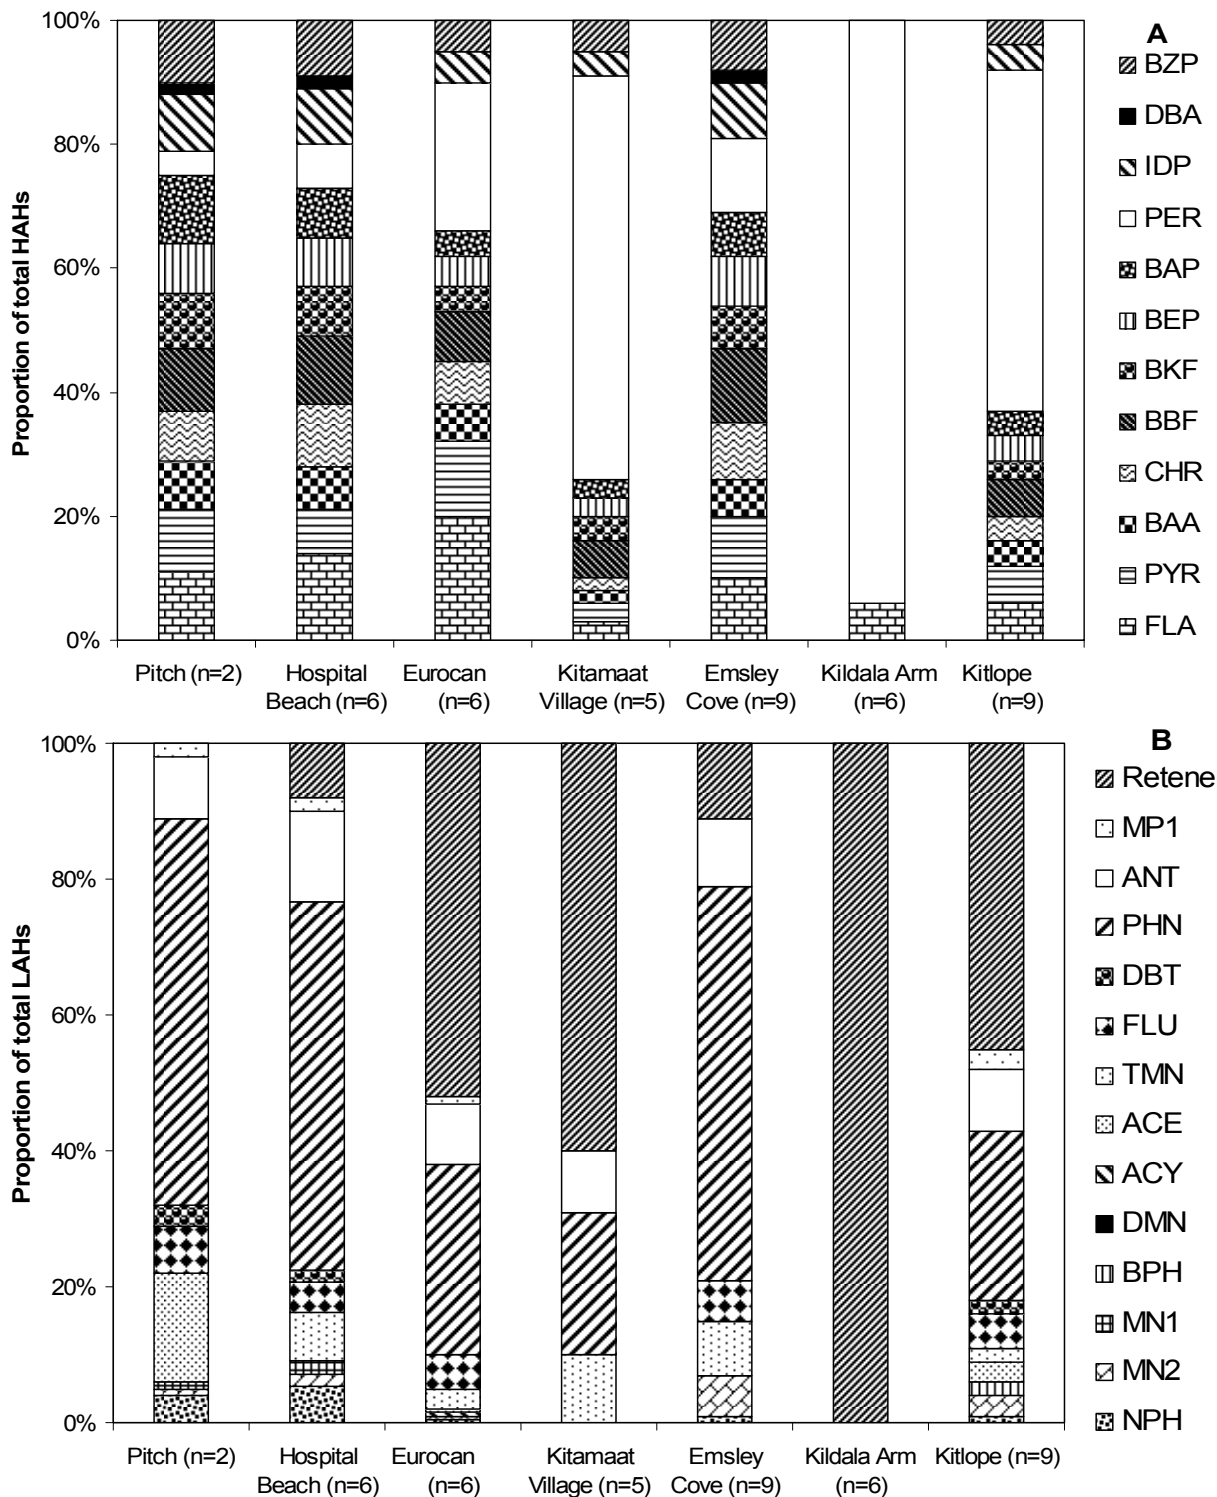 100%
80%
60%
40%
20%
0%
Proportion of total HAHs
Pitch (n=2)
Hospital
Beach (n=6)
Eurocan
(n=6)
Kitamaat
Village (n=5)
Emsley
Cove (n=9)
Kildala Arm
(n=6)
Kitlope
(n=9)
A
BZP
DBA
IDP
PER
BAP
BEP
BKF
BBF
CHR
BAA
PYR
FLA
100%
80%
60%
40%
20%
0%
Proportion of total LAHs
Pitch (n=2)
Hospital
Beach (n=6)
Eurocan
(n=6)
Kitamaat
Village (n=5)
Emsley
Cove (n=9)
Kildala Arm
(n=6)
Kitlope (n=9)
B
Retene
MP1
ANT
PHN
DBT
FLU
TMN
ACE
ACY
DMN
BPH
MN1
MN2
NPH